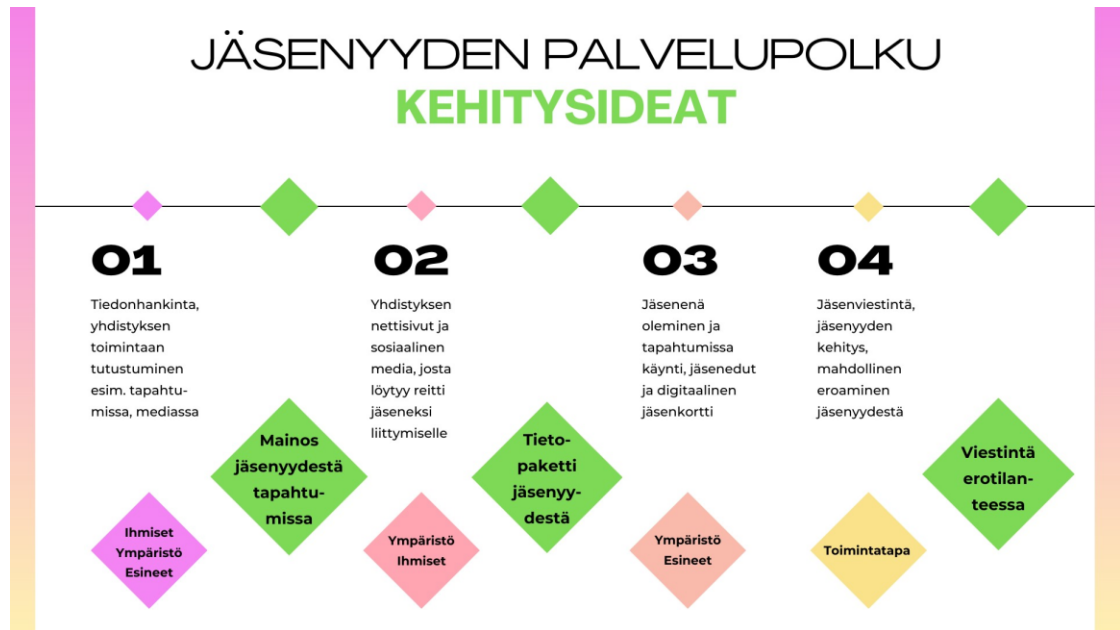 JÄSENYYDEN PALVELUPOLKU
KEHITYSIDEAT
01
Tiedonhankinta,
yhdistyksen
toimintaan
tutustuminen
esim. tapahtu-
missa, mediassa
02
Yhdistyksen
nettisivut ja
sosiaalinen
media, josta
löytyy reitti
jäseneksi
liittymiselle
03
Jäsenenä
oleminen ja
tapahtumissa
käynti, jäsenedut
ja digitaalinen
jäsenkortti
04
Jäsenviestintä,
jäsenyyden
kehitys,
mahdollinen
eroaminen
jäsenyydestä
Ihmiset
Ympäristö
Esineet
Mainos
jäsenyydestä
tapahtu-
missa
Ympäristö
Ihmiset
Tieto-
paketti
jäsenyy-
destä
Ympäristö
Esineet
Toimintatapa
Viestintä
erotilan-
teessa